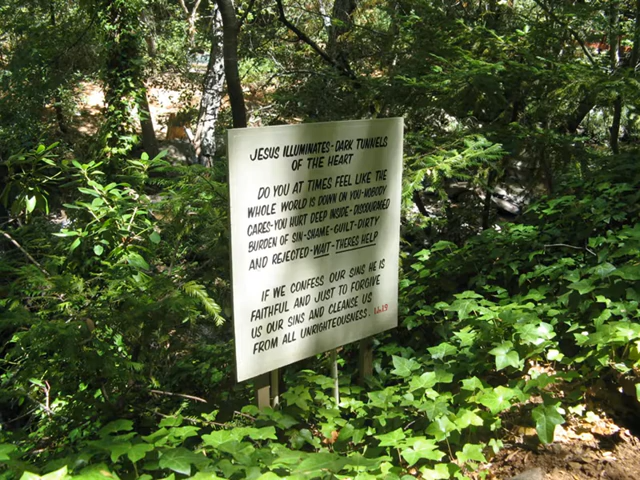 JESUS ILLUMINATES-DARK TUNNELS
OF THE HEART
DO YOU AT TIMES FEEL LIKE THE
WHOLE WORLD IS DOWN ON YOU-NOBODY
CARES-YOU HURT DEEP INSIDE-DISCOURAGED
BURDEN OF SIN-SHAME-GUILT-DIRTY
AND REJECTED-WAIT-THERES HELP
IF WE CONFESS OUR SINS HE IS
FAITHFUL AND JUST TO FORGIVE
US OUR SINS AND CLEANSE US
FROM ALL UNRIGHTEOUSNESS.